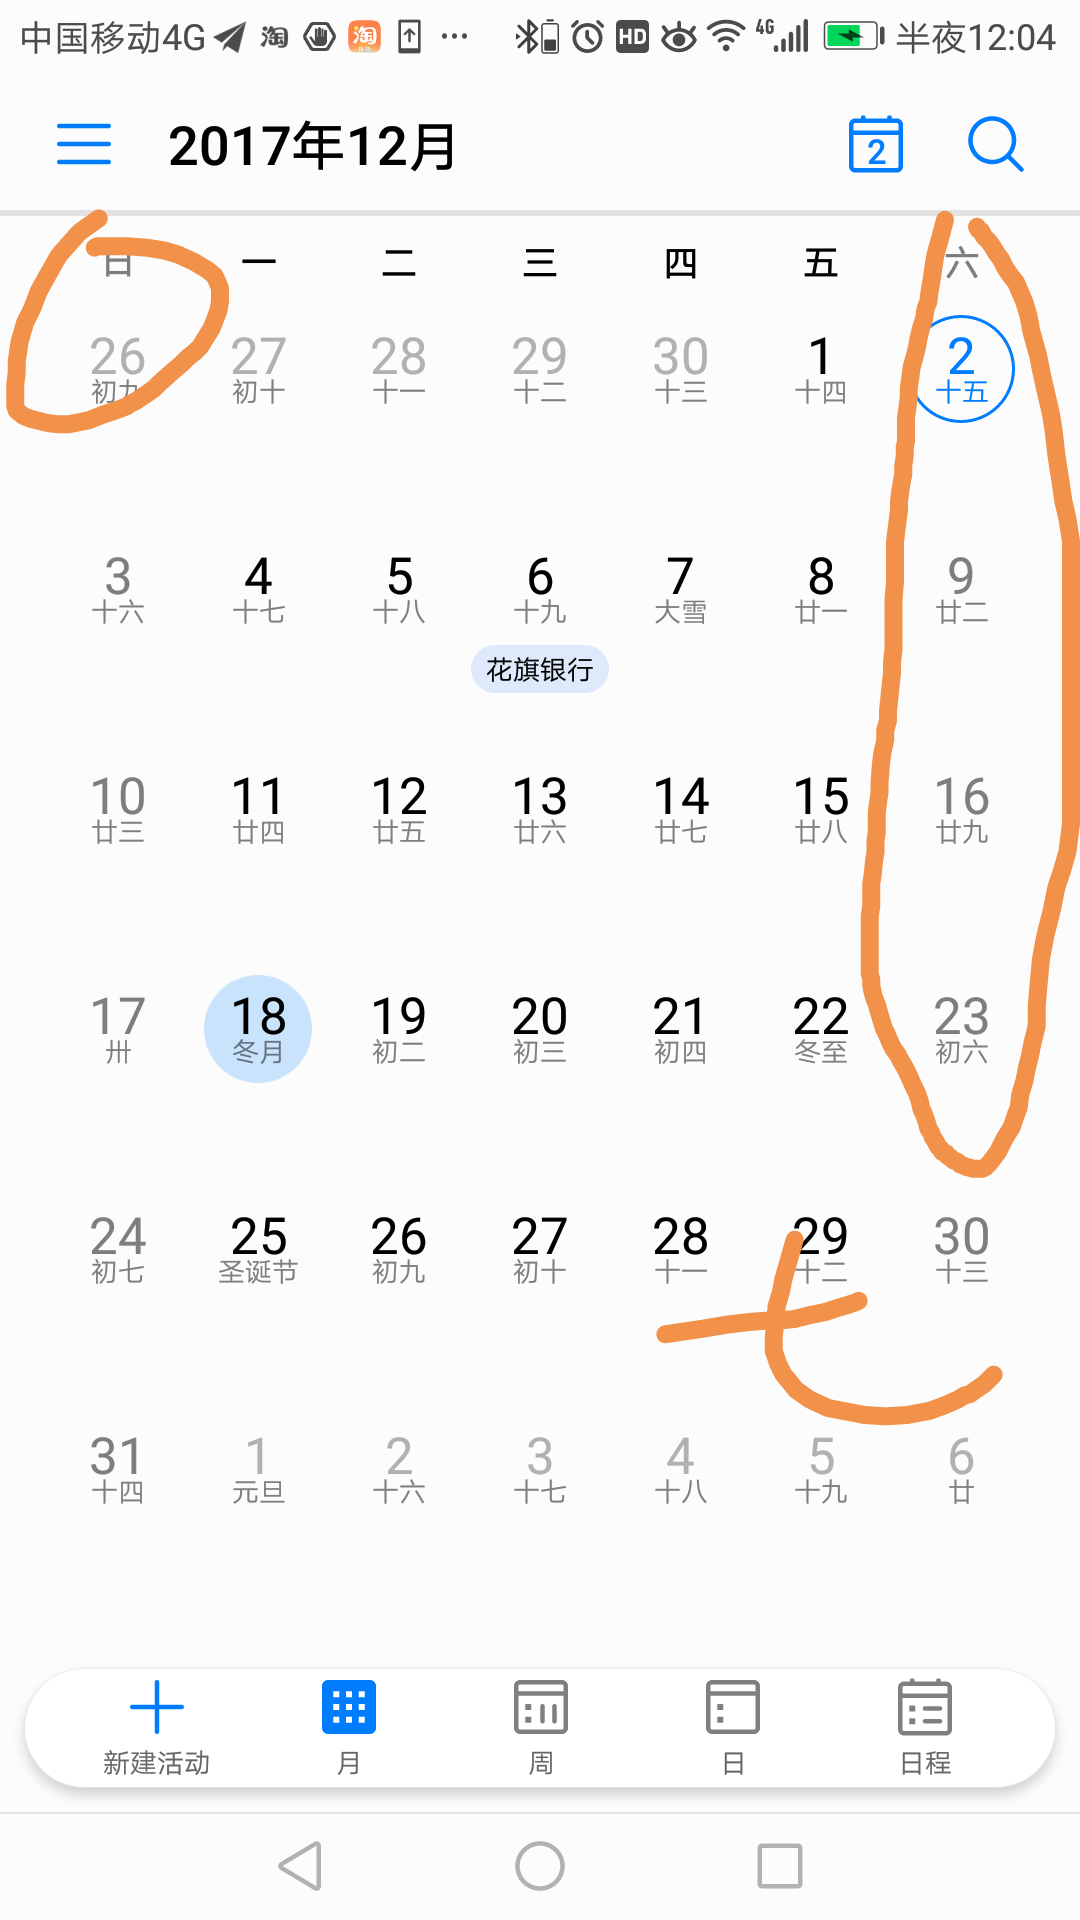 中国移动4G 淘 淘 HD 4G 半夜12:04
2017年12月 2
日 一 二 三 四 五 六
26 27 28 29 30 1 2
初九 初十 十一 十二 十三 十四 十五
3 4 5 6 7 8 9
十六 十七 十八 十九 大雪 廿一 廿二
花旗银行
10 11 12 13 14 15 16
廿三 廿四 廿五 廿六 廿七 廿八 廿九
17 18 19 20 21 22 23
卅 冬月 初二 初三 初四 冬至 初六
24 25 26 27 28 29 30
初七 圣诞节 初九 初十 十一 十二 十三
七
31 1 2 3 4 5 6
十四 元旦 十六 十七 十八 十九 廿
新建活动 月 周 日 日程